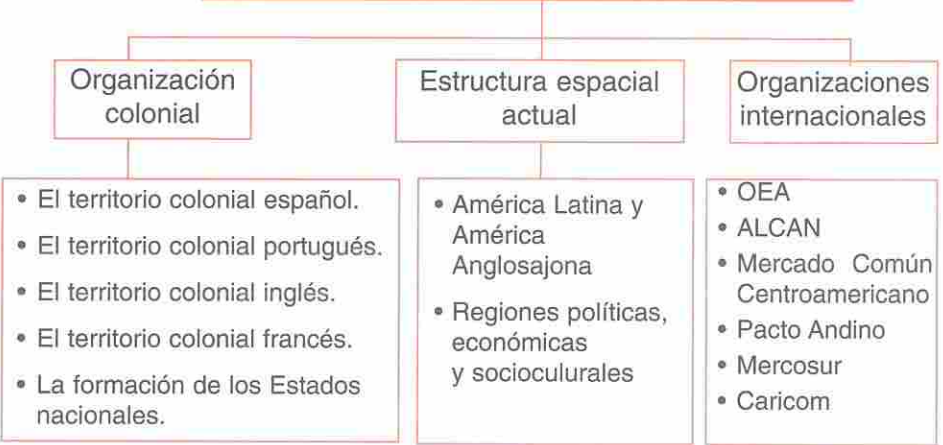 Organización
colonial
• El territorio colonial español.
• El territorio colonial portugués.
• El territorio colonial inglés.
• El territorio colonial francés.
• La formación de los Estados
nacionales.
Estructura espacial
actual
• América Latina y
América
Anglosajona
• Regiones políticas,
económicas
y socioculurales
Organizaciones
internacionales
• OEA
• ALCAN
• Mercado Común
Centroamericano
• Pacto Andino
• Mercosur
• Caricom